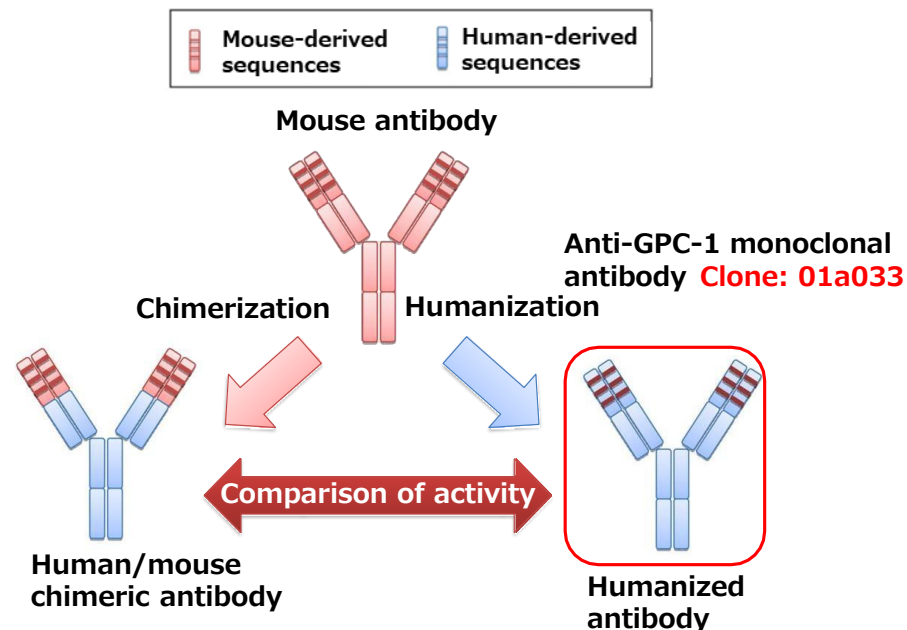 Mouse-derived
sequences
Human-derived
sequences
Mouse antibody
Anti-GPC-1 monoclonal
antibody Clone: 01a033
Chimerization
Humanization
Comparison of activity
Human/mouse
chimeric antibody
Humanized
antibody